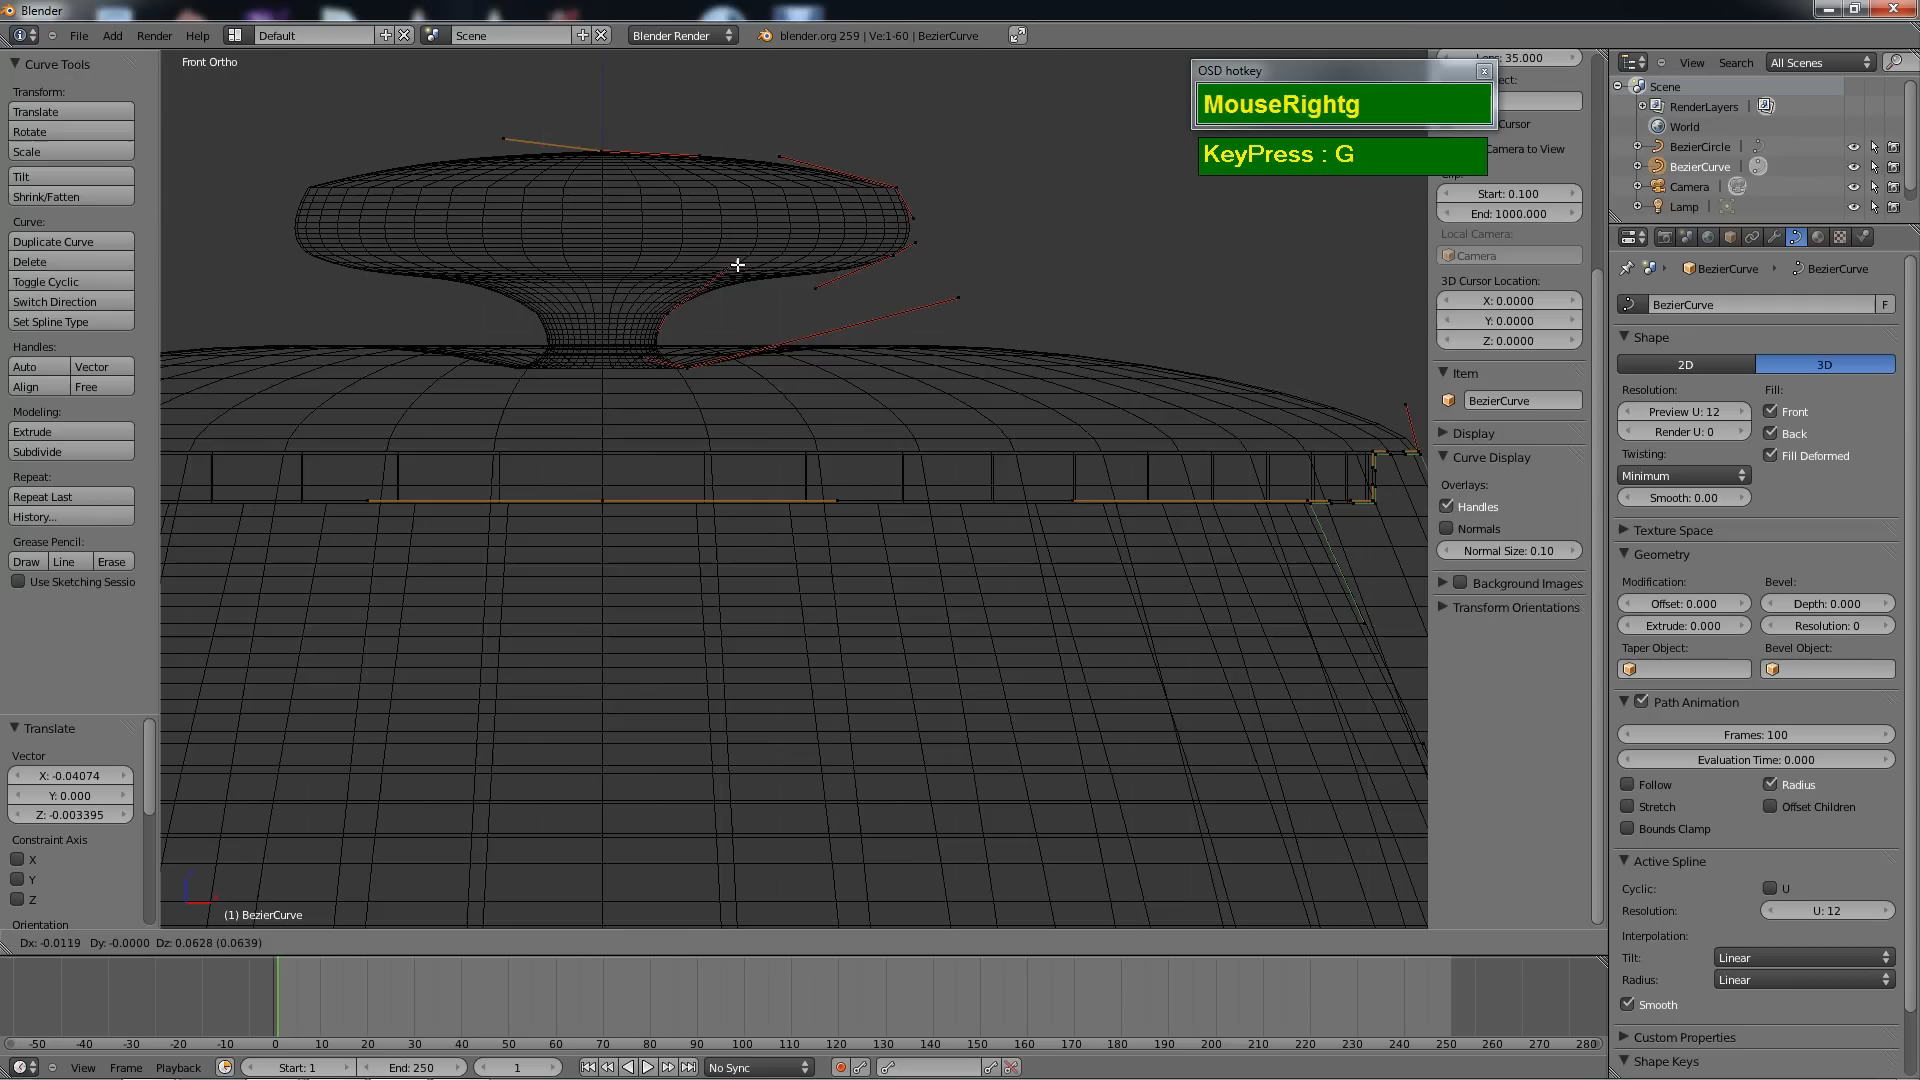 Blender
File Add Render Help Default Scene Blender Render blender.org 259 | Ve:1-60 | BezierCurve
Curve Tools
Transform:
Translate
Rotate
Scale
Tilt
Shrink/Fatten
Curve:
Duplicate Curve
Delete
Toggle Cyclic
Switch Direction
Set Spline Type
Handles:
Auto Vector
Align Free
Modeling:
Extrude
Subdivide
Repeat:
Repeat Last
History...
Grease Pencil:
Draw Line Erase
Use Sketching Sessio
Translate
Vector
X: -0.04074
Y: 0.000
Z: -0.003395
Constraint Axis
X
Y
Z
Orientation
Front Ortho
(1) BezierCurve
Dx: -0.0119 Dy: -0.0000 Dz: 0.0628 (0.0639)
OSD hotkey
MouseRightg
KeyPress : G
35.000
Cursor
Camera to View
Start: 0.100
End: 1000.000
Local Camera:
Camera
3D Cursor Location:
X: 0.0000
Y: 0.0000
Z: 0.0000
Item
BezierCurve
Display
Curve Display
Overlays:
Handles
Normals
Normal Size: 0.10
Background Images
Transform Orientations
View Search All Scenes
Scene
RenderLayers
World
BezierCircle
BezierCurve
Camera
Lamp
BezierCurve BezierCurve
BezierCurve F
Shape
2D 3D
Resolution: Fill:
Preview U: 12 Front
Render U: 0 Back
Twisting: Fill Deformed
Minimum
Smooth: 0.00
Texture Space
Geometry
Modification: Bevel:
Offset: 0.000 Depth: 0.000
Extrude: 0.000 Resolution: 0
Taper Object: Bevel Object:
Path Animation
Frames: 100
Evaluation Time: 0.000
Follow Radius
Stretch Offset Children
Bounds Clamp
Active Spline
Cyclic: U
Resolution: U: 12
Interpolation:
Tilt: Linear
Radius: Linear
Smooth
Custom Properties
Shape Keys
-50 -40 -30 -20 -10 0 10 20 30 40 50 60 70 80 90 100 110 120 130 140 150 160 170 180 190 200 210 220 230 240 250 260 270 280
View Frame Playback Start: 1 End: 250 1 No Sync